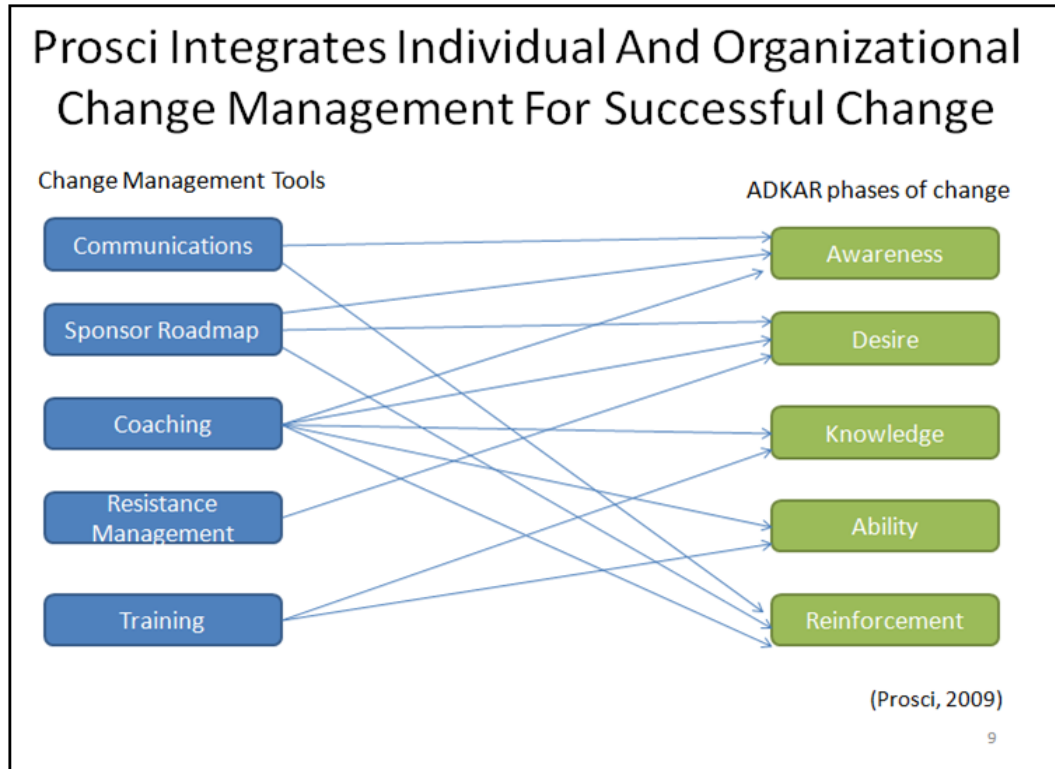 Prosci Integrates Individual And Organizational
Change Management For Successful Change
Change Management Tools
ADKAR phases of change
Communications
Awareness
Sponsor Roadmap
Desire
Coaching
Knowledge
Resistance
Management
Ability
Training
Reinforcement
(Prosci, 2009)
9